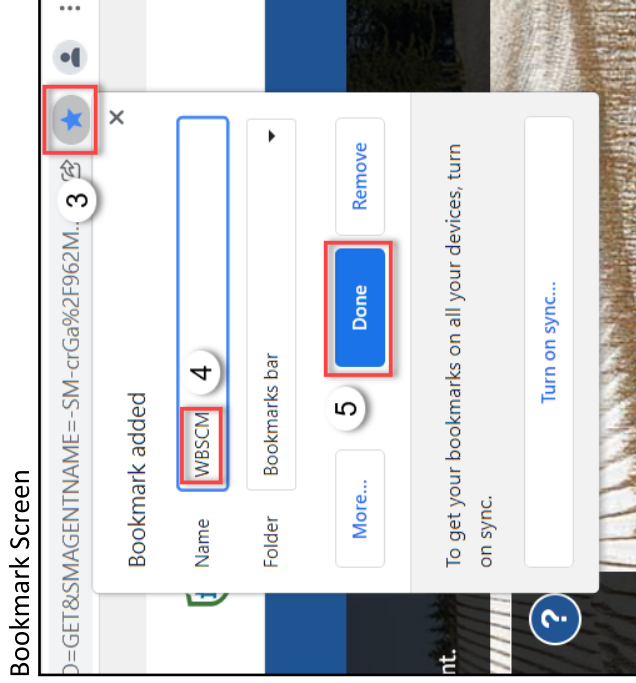 Bookmark Screen
D=GET&SMAGENTNAME=-SM-crGa%2F962M...
3
Bookmark added
Name WBSCM
4
Folder Bookmarks bar
5
More... Done Remove
To get your bookmarks on all your devices, turn
on sync.
Turn on sync...
nt.
?